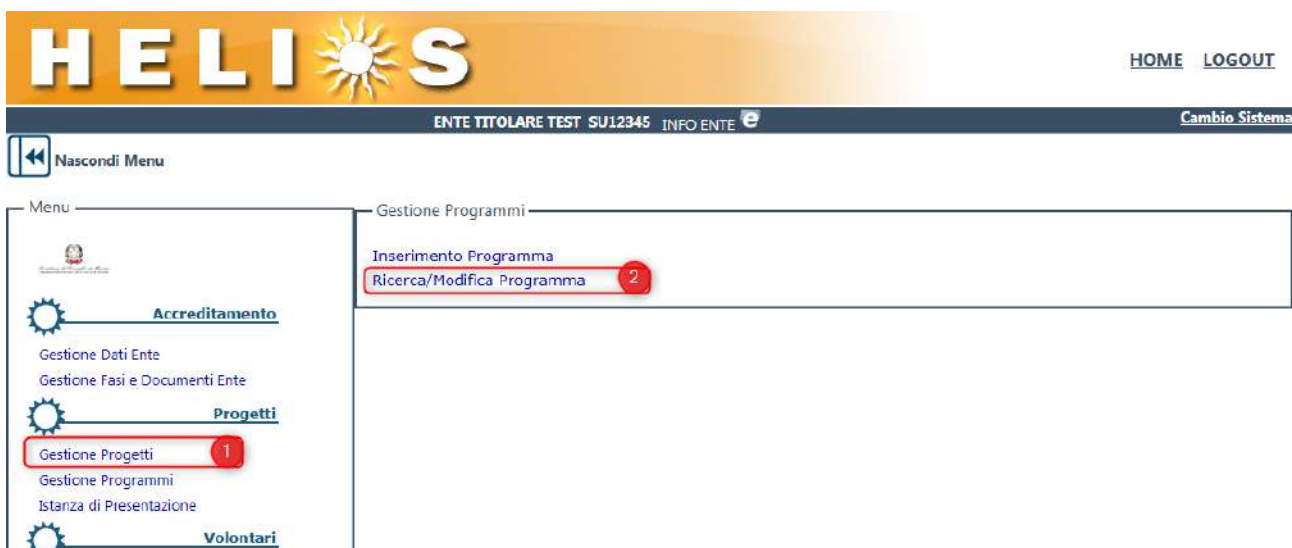 HELIOS
HOME LOGOUT
ENTE TITOLARE TEST SU12345 INFO ENTE
Cambio Sistema
Nascondi Menu
Menu
Gestione Programmi
Inserimento Programma
Ricerca/Modifica Programma 2
Accreditamento
Gestione Dati Ente
Gestione Fasi e Documenti Ente
Progetti
Gestione Progetti 1
Gestione Programmi
Istanza di Presentazione
Volontari